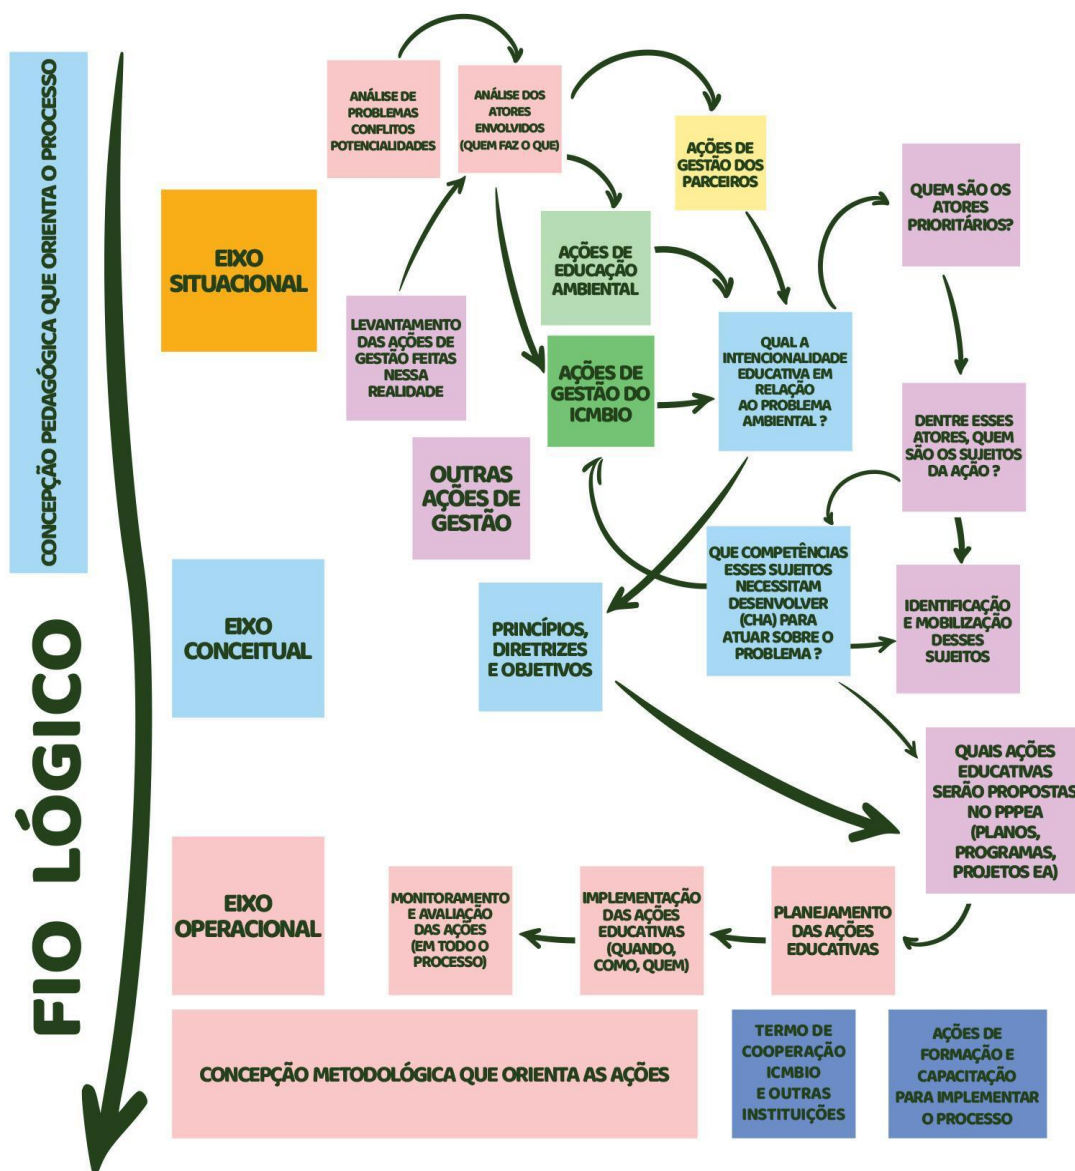 CONCEPÇÃO PEDAGÓGICA QUE ORIENTA O PROCESSO
FIO LÓGICO
ANÁLISE DE
PROBLEMAS
CONFLITOS
POTENCIALIDADES
ANÁLISE DOS
ATORES
ENVOLVIDOS
(QUEM FAZ O QUE)
AÇÕES DE
GESTÃO DOS
PARCEIROS
QUEM SÃO OS
ATORES
PRIORITÁRIOS?
EIXO
SITUACIONAL
AÇÕES DE
EDUCAÇÃO
AMBIENTAL
LEVANTAMENTO
DAS AÇÕES DE
GESTÃO FEITAS
NESSA
REALIDADE
AÇÕES DE
GESTÃO DO
ICMBIO
QUAL A
INTENCIONALIDADE
EDUCATIVA EM
RELAÇÃO
AO PROBLEMA
AMBIENTAL ?
DENTRE ESSES
ATORES, QUEM
SÃO OS SUJEITOS
DA AÇÃO ?
OUTRAS
AÇÕES DE
GESTÃO
EIXO
CONCEITUAL
PRINCÍPIOS,
DIRETRIZES
E OBJETIVOS
QUE COMPETÊNCIAS
ESSES SUJEITOS
NECESSITAM
DESENVOLVER
(CHA) PARA
ATUAR SOBRE O
PROBLEMA ?
IDENTIFICAÇÃO
E MOBILIZAÇÃO
DESSES
SUJEITOS
QUAIS AÇÕES
EDUCATIVAS
SERÃO PROPOSTAS
NO PPPEA
(PLANOS,
PROGRAMAS,
PROJETOS EA)
EIXO
OPERACIONAL
MONITORAMENTO
E AVALIAÇÃO
DAS AÇÕES
(EM TODO O
PROCESSO)
IMPLEMENTAÇÃO
DAS AÇÕES
EDUCATIVAS
(QUANDO,
COMO, QUEM)
PLANEJAMENTO
DAS AÇÕES
EDUCATIVAS
CONCEPÇÃO METODOLÓGICA QUE ORIENTA AS AÇÕES
TERMO DE
COOPERAÇÃO
ICMBIO
E OUTRAS
INSTITUIÇÕES
AÇÕES DE
FORMAÇÃO E
CAPACITAÇÃO
PARA IMPLEMENTAR
O PROCESSO